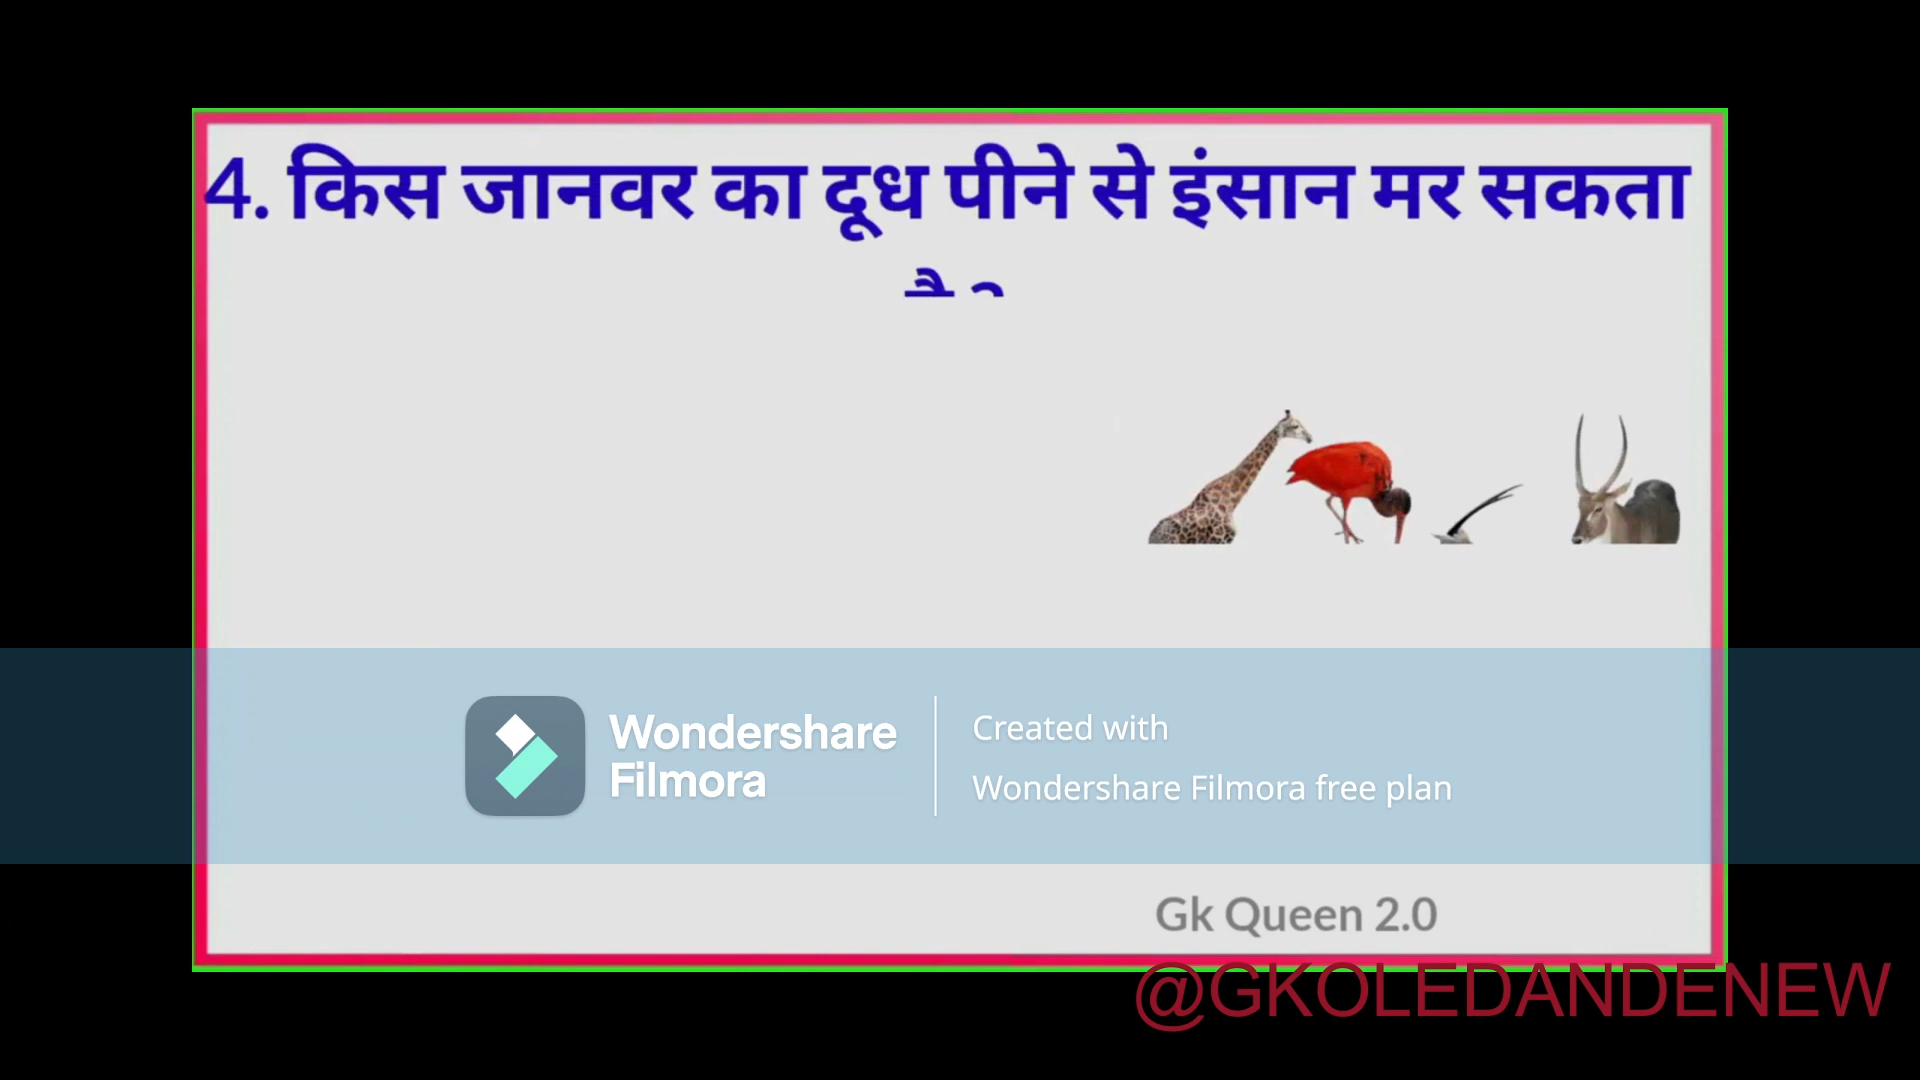 4. किस जानवर का दूध पीने से इंसान मर सकता
Wondershare
Filmora
Created with
Wondershare Filmora free plan
Gk Queen 2.0
@GKOLEDANDENEW